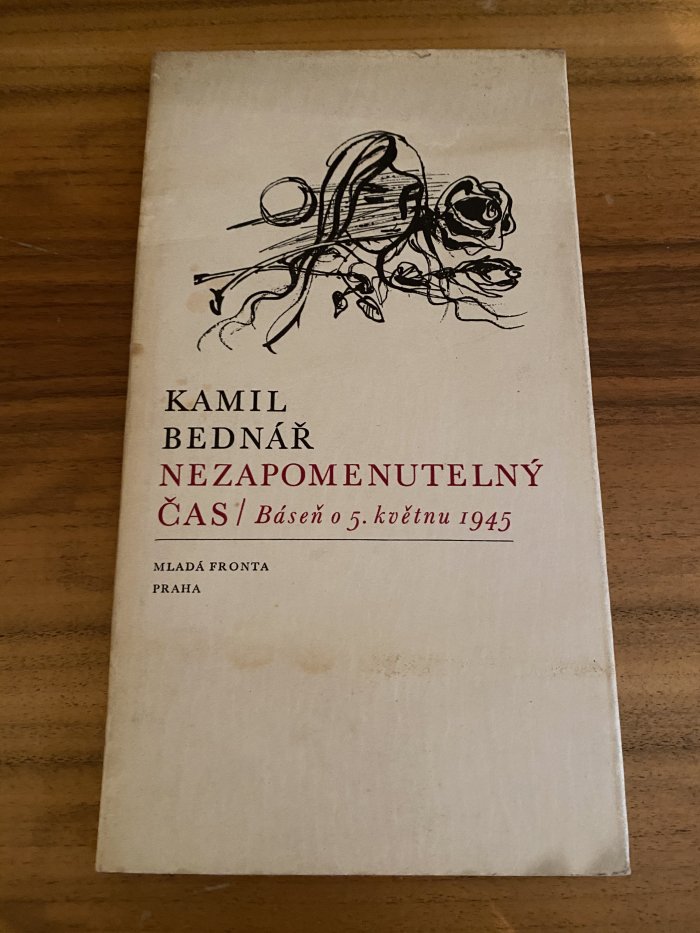 KAMIL
BEDNÁŘ
NEZAPOMENUTELNÝ
ČAS / Báseň o 5. květnu 1945
MLADÁ FRONTA
PRAHA